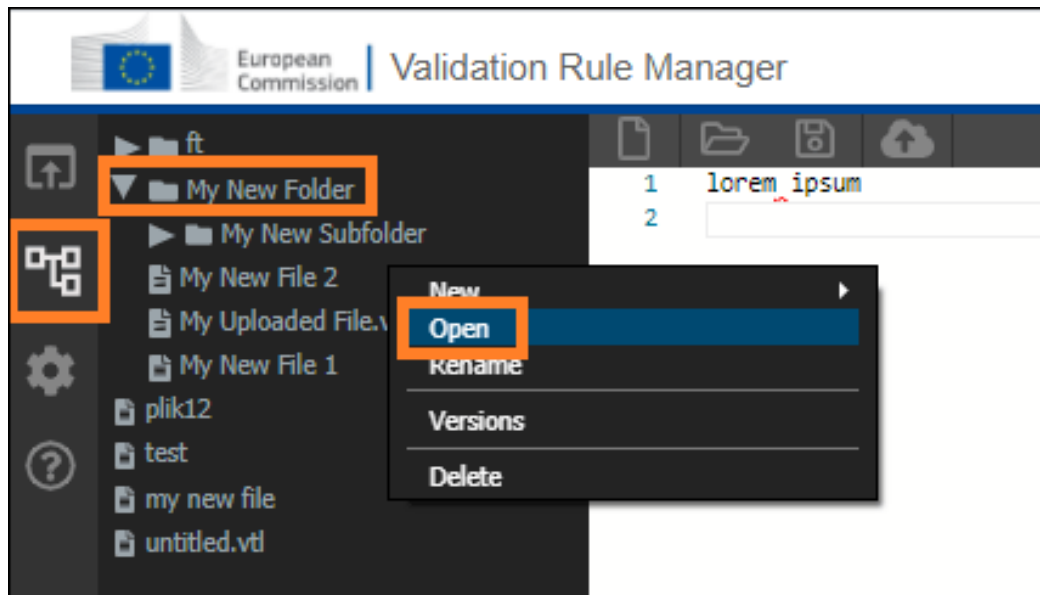 European
Commission
Validation Rule Manager
ft
My New Folder
My New Subfolder
My New File 2
My Uploaded File.v
My New File 1
plik12
test
my new file
untitled.vtl
1 lorem ipsum
2
New
Open
Rename
Versions
Delete
?